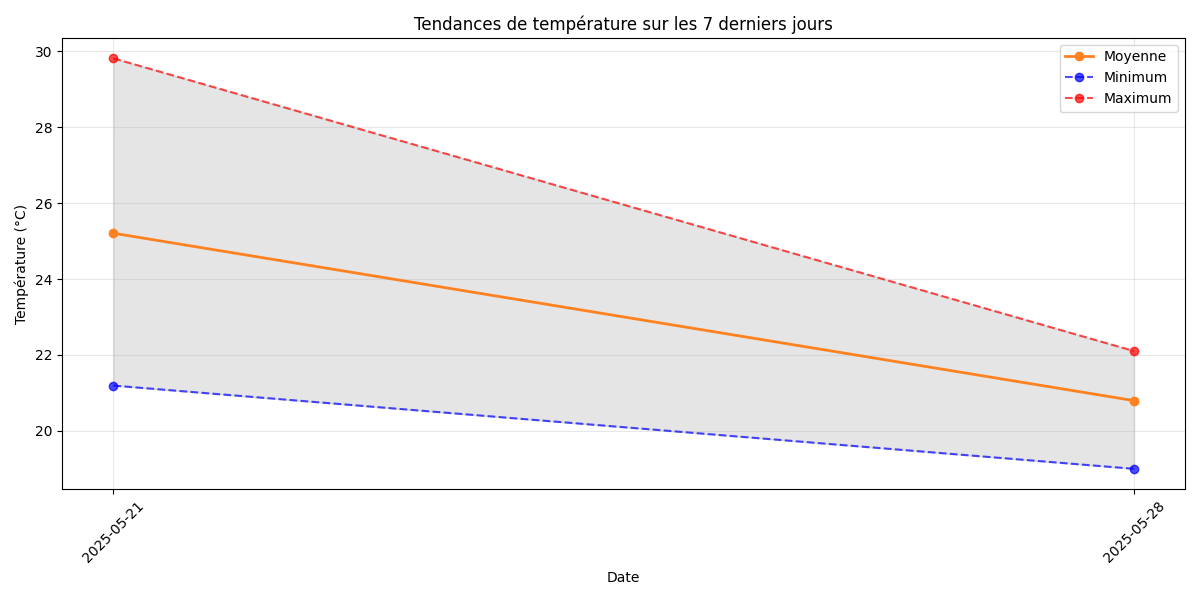 Tendances de température sur les 7 derniers jours
Moyenne
Minimum
Maximum
Température (°C)
30
28
26
24
22
20
2025-05-21
2025-05-28
Date